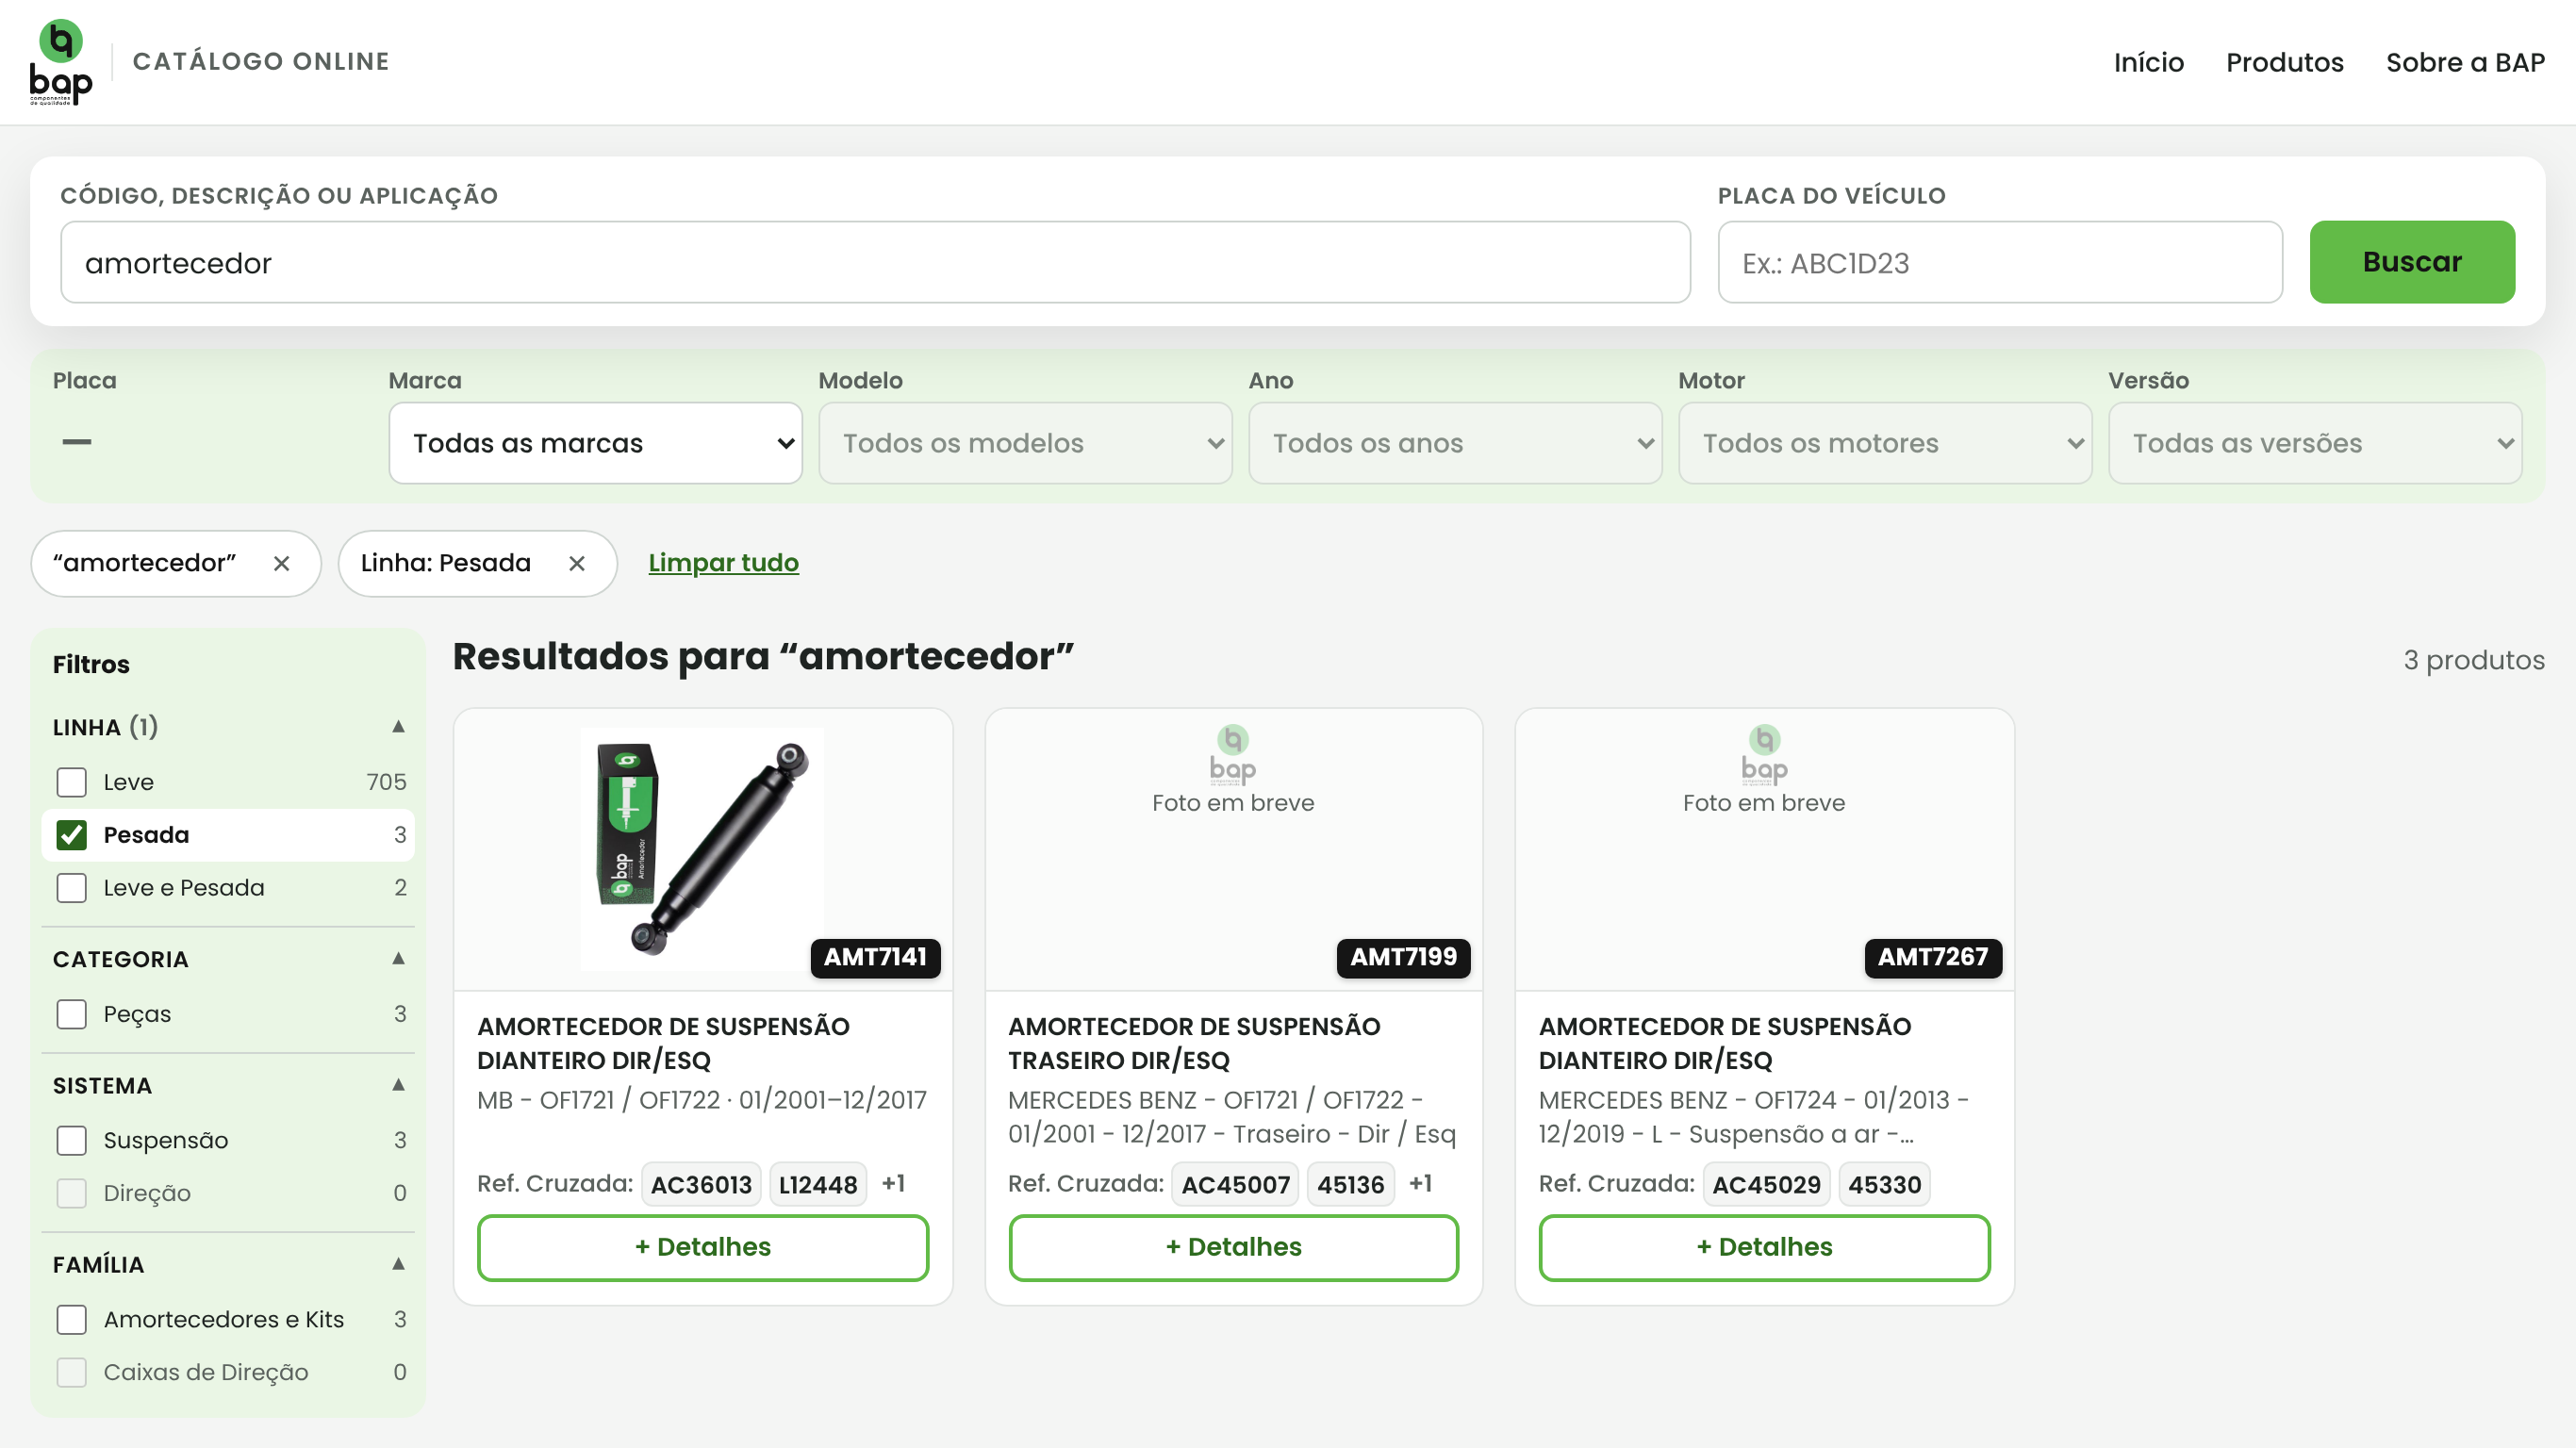 bap
componentes
de qualidade
CATÁLOGO ONLINE
Início
Produtos
Sobre a BAP
CÓDIGO, DESCRIÇÃO OU APLICAÇÃO
amortecedor
PLACA DO VEÍCULO
Ex.: ABC1D23
Buscar
Placa
—
Marca
Todas as marcas
Modelo
Todos os modelos
Ano
Todos os anos
Motor
Todos os motores
Versão
Todas as versões
“amortecedor” ×
Linha: Pesada ×
Limpar tudo
Filtros
LINHA (1)
Leve 705
Pesada 3
Leve e Pesada 2
CATEGORIA
Peças 3
SISTEMA
Suspensão 3
Direção 0
FAMÍLIA
Amortecedores e Kits 3
Caixas de Direção 0
Resultados para “amortecedor”
3 produtos
bap
Amortecedor
AMT7141
AMORTECEDOR DE SUSPENSÃO
DIANTEIRO DIR/ESQ
MB - OF1721 / OF1722 · 01/2001–12/2017
Ref. Cruzada: AC36013 L12448 +1
+ Detalhes
bap
Foto em breve
AMT7199
AMORTECEDOR DE SUSPENSÃO
TRASEIRO DIR/ESQ
MERCEDES BENZ - OF1721 / OF1722 -
01/2001 - 12/2017 - Traseiro - Dir / Esq
Ref. Cruzada: AC45007 45136 +1
+ Detalhes
bap
Foto em breve
AMT7267
AMORTECEDOR DE SUSPENSÃO
DIANTEIRO DIR/ESQ
MERCEDES BENZ - OF1724 - 01/2013 -
12/2019 - L - Suspensão a ar -...
Ref. Cruzada: AC45029 45330
+ Detalhes